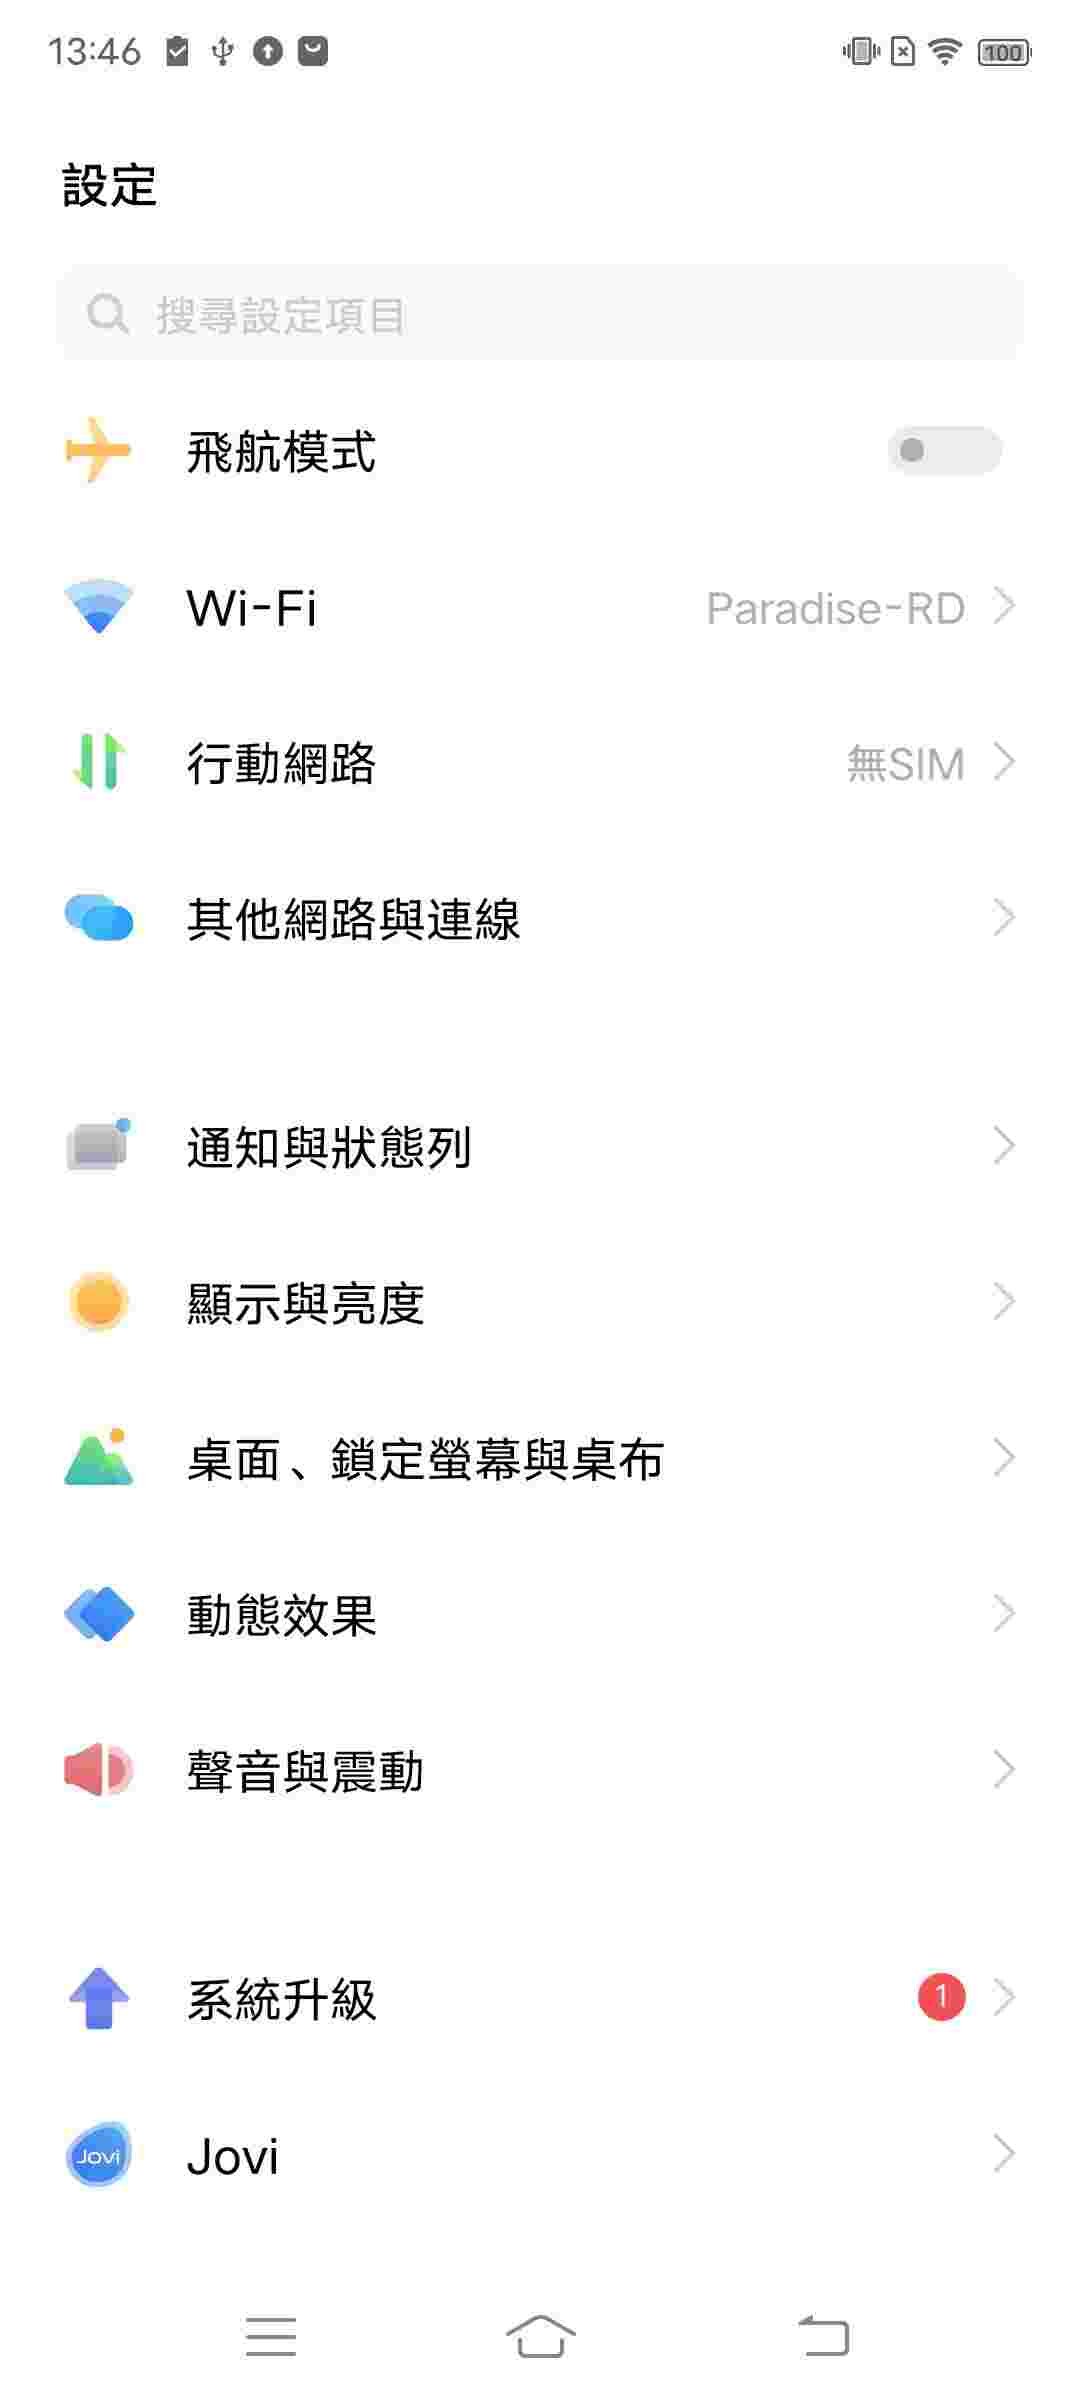 13:46
100
設定
搜尋設定項目
飛航模式
Wi-Fi Paradise-RD
行動網路 無SIM
其他網路與連線
通知與狀態列
顯示與亮度
桌面、鎖定螢幕與桌布
動態效果
聲音與震動
系統升級 1
Jovi Jovi